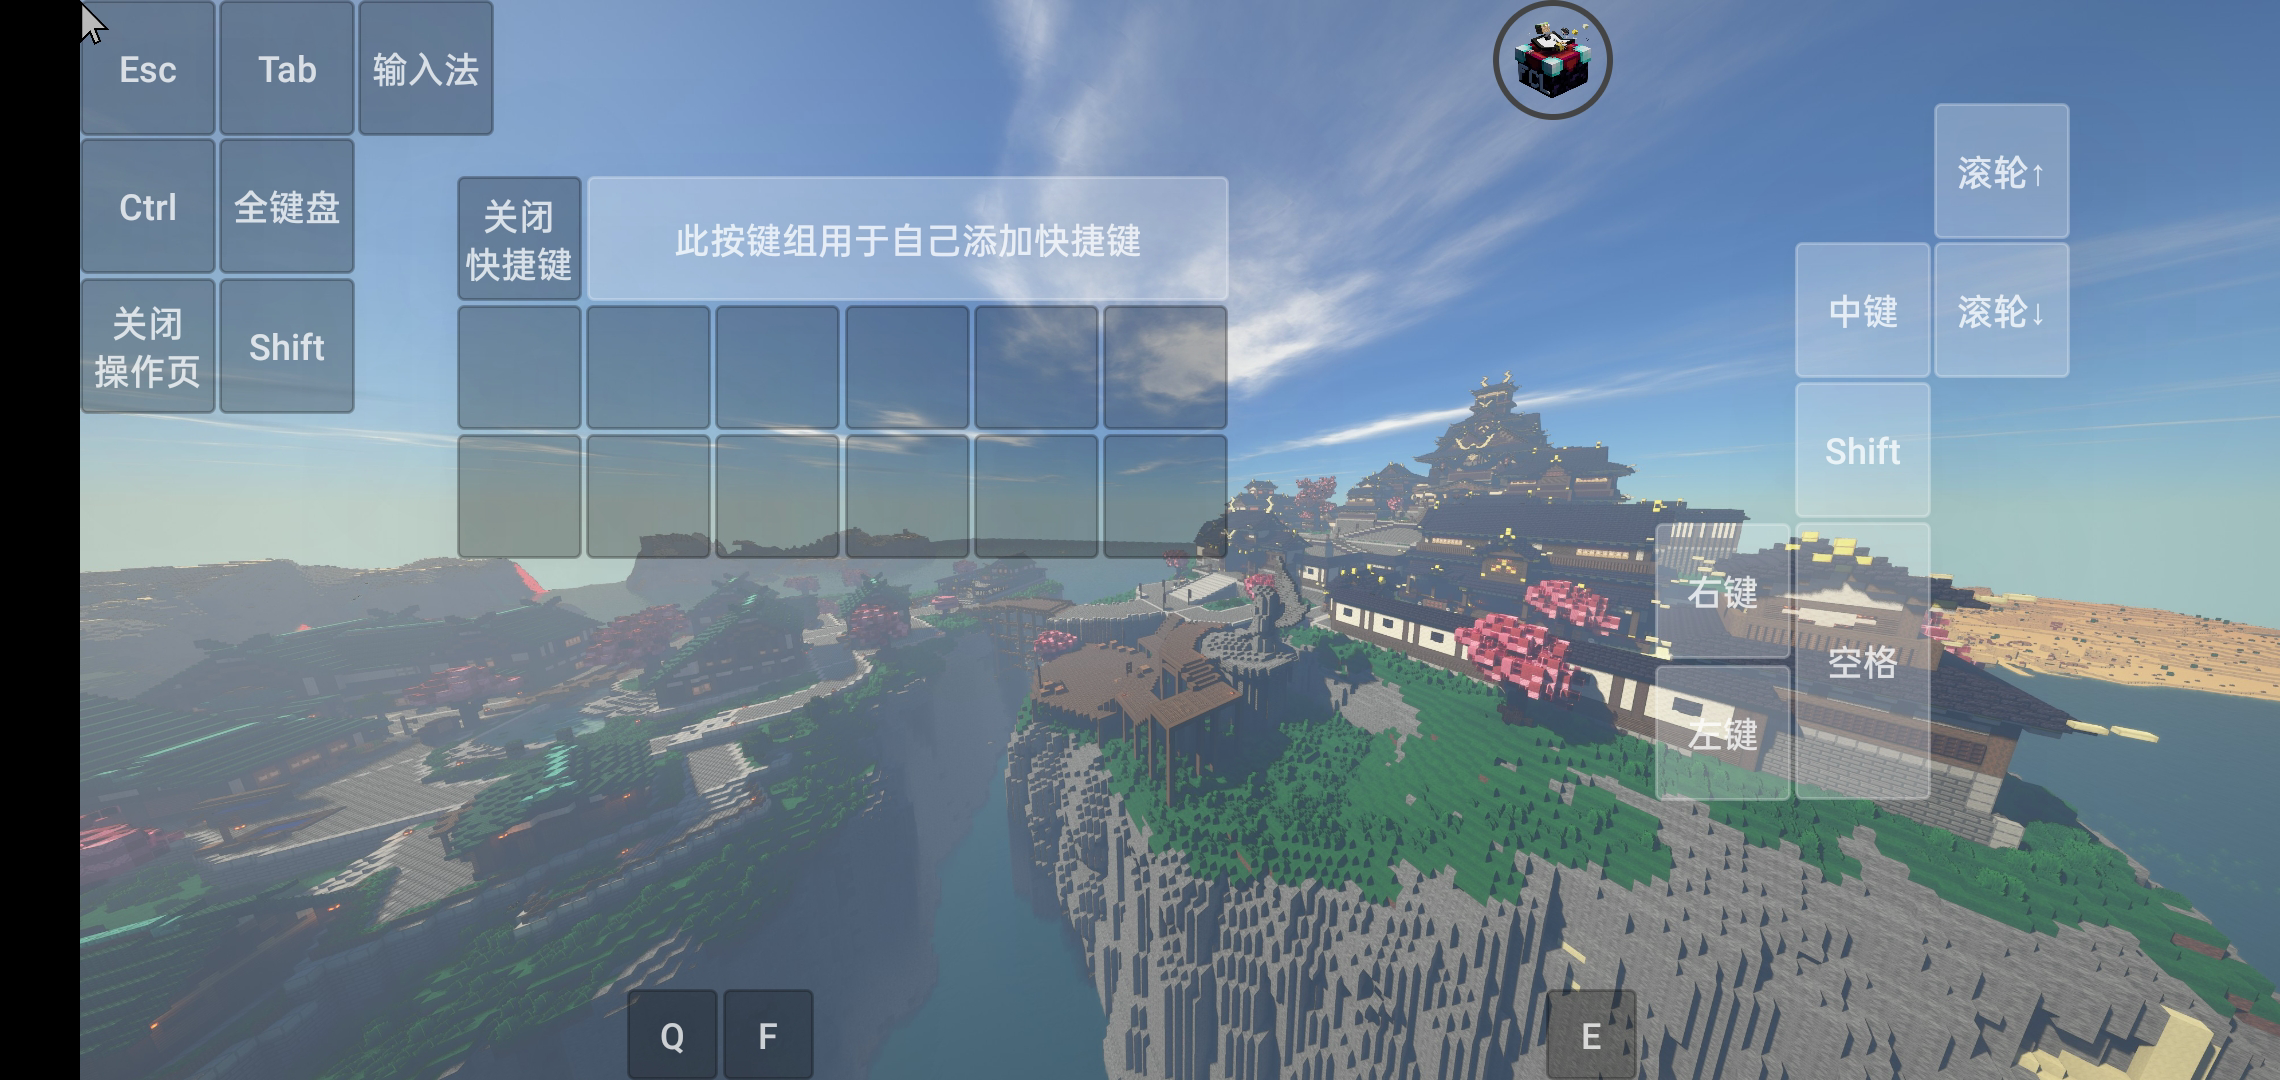 Esc
Tab
输入法
Ctrl
全键盘
关闭
操作页
Shift
关闭
快捷键
此按键组用于自己添加快捷键
FCL
滚轮↑
中键
滚轮↓
Shift
右键
空格
左键
Q
F
E